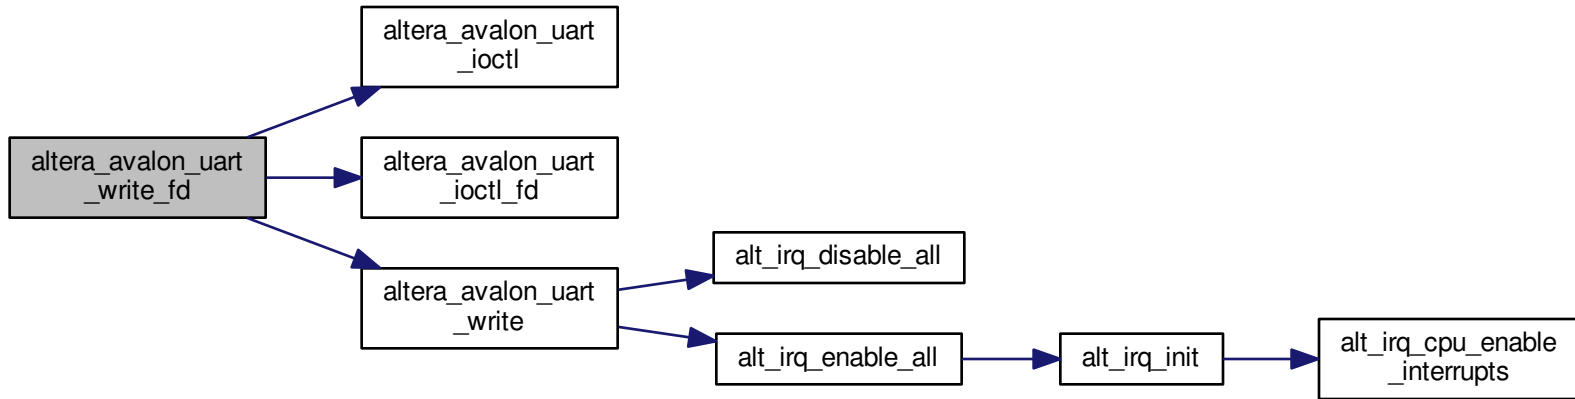 altera_avalon_uart
_ioctl
altera_avalon_uart
_write_fd
altera_avalon_uart
_ioctl_fd
altera_avalon_uart
_write
alt_irq_disable_all
alt_irq_enable_all
alt_irq_init
alt_irq_cpu_enable
_interrupts